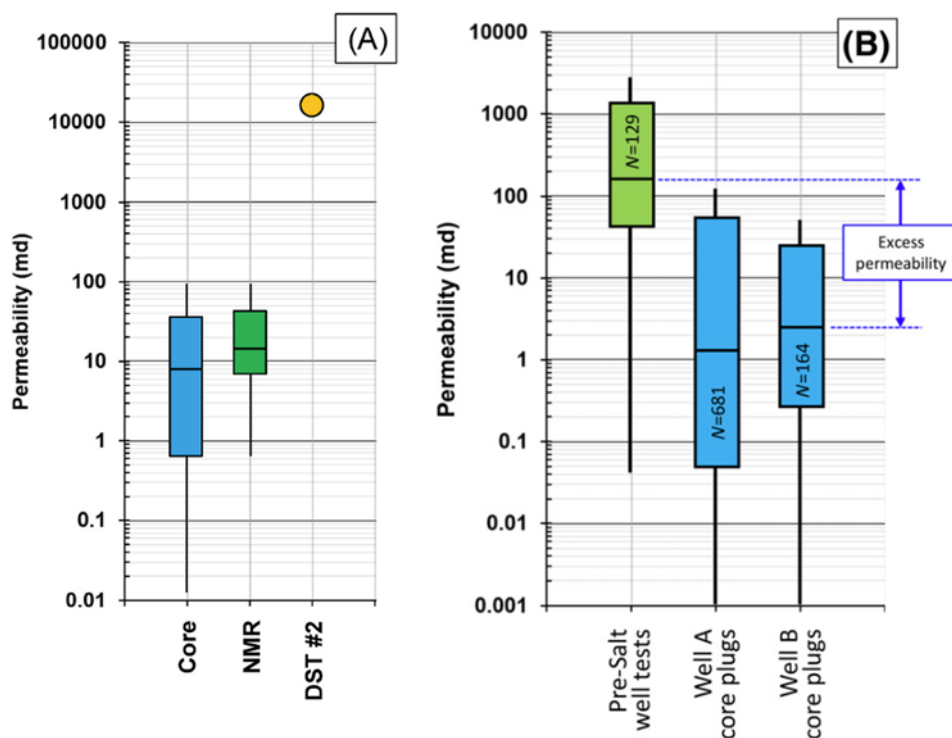 (A)
Permeability (md)
100000
10000
1000
100
10
1
0.1
0.01
Core
NMR
DST #2
(B)
Permeability (md)
10000
1000
100
10
1
0.1
0.01
0.001
N=129
N=681
N=164
Excess
permeability
Pre-Salt
well tests
Well A
core plugs
Well B
core plugs